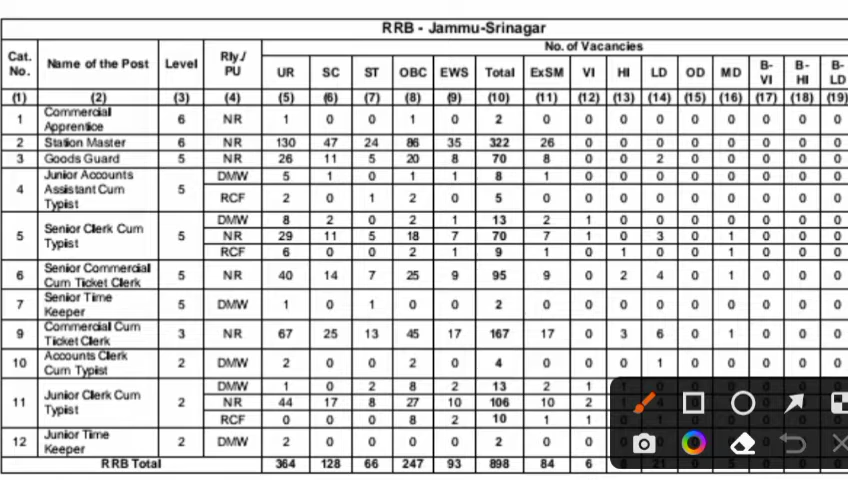 RRB - Jammu-Srinagar
Cat. No. Name of the Post Level Rly./ PU No. of Vacancies
UR SC ST OBC EWS Total ExSM VI HI LD OD MD B-VI B-HI B-LD
(1) (2) (3) (4) (5) (6) (7) (8) (9) (10) (11) (12) (13) (14) (15) (16) (17) (18) (19)
1 Commercial Apprentice 6 NR 1 0 0 1 0 2 0 0 0 0 0 0 0 0 0
2 Station Master 6 NR 130 47 24 86 35 322 26 0 0 0 0 0 0 0 0
3 Goods Guard 5 NR 26 11 5 20 8 70 8 0 0 2 0 0 0 0 0
4 Junior Accounts Assistant Cum Typist 5 DMW 5 1 0 1 1 8 1 0 0 0 0 0 0 0 0
RCF 2 0 1 2 0 5 0 0 0 0 0 0 0 0 0
5 Senior Clerk Cum Typist 5 DMW 8 2 0 2 1 13 2 1 0 0 0 0 0 0 0
NR 29 11 5 18 7 70 7 1 0 3 0 1 0 0 0
RCF 6 0 0 2 1 9 1 0 1 0 0 1 0 0 0
6 Senior Commercial Cum Ticket Clerk 5 NR 40 14 7 25 9 95 9 0 2 4 0 1 0 0 0
7 Senior Time Keeper 5 DMW 1 0 1 0 0 2 0 0 0 0 0 0 0 0 0
9 Commercial Cum Ticket Clerk 3 NR 67 25 13 45 17 167 17 0 3 6 0 1 0 0 0
10 Accounts Clerk Cum Typist 2 DMW 2 0 0 2 0 4 0 0 0 1 0 0 0 0 0
11 Junior Clerk Cum Typist 2 DMW 1 0 2 8 2 13 2 1
NR 44 17 8 27 10 106 10 2
RCF 0 0 0 8 2 10 1 1
12 Junior Time Keeper 2 DMW 2 0 0 0 0 2 0 0
RRB Total 364 128 66 247 93 898 84 6